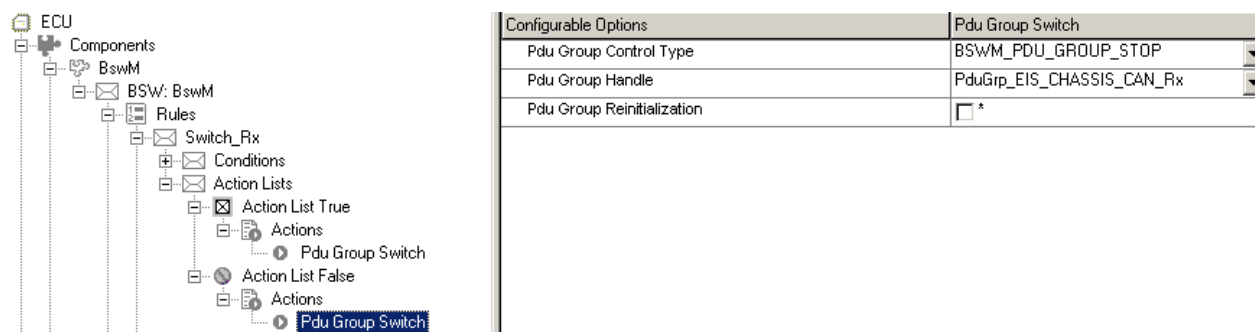 ECU
Components
BswM
BSW: BswM
Rules
Switch_Rx
Conditions
Action Lists
Action List True
Actions
Pdu Group Switch
Action List False
Actions
Pdu Group Switch
Configurable Options Pdu Group Switch
Pdu Group Control Type BSWM_PDU_GROUP_STOP
Pdu Group Handle PduGrp_EIS_CHASSIS_CAN_Rx
Pdu Group Reinitialization *